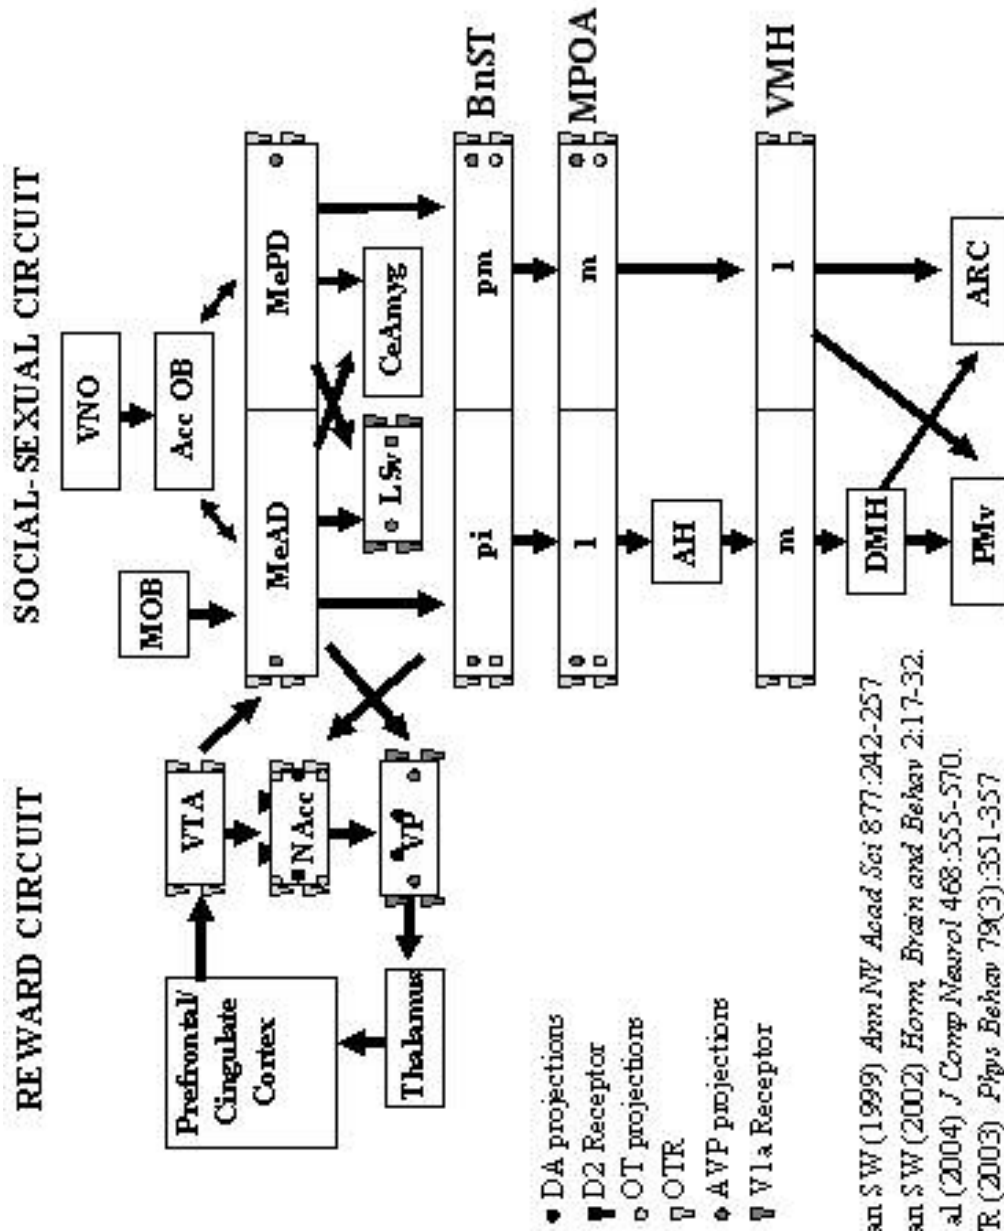 REWARD CIRCUIT
SOCIAL-SEXUAL CIRCUIT
Prefrontal/
Cingulate
Cortex
Thalamus
VTA
NAcc
VP
MOB
VNO
Acc OB
MeAD
MePD
LSv
CeAmyg
pi
pm
BnST
l
m
MPOA
AH
m
l
VMH
DMH
PMv
ARC
DA projections
D2 Receptor
OT projections
OTR
AVP projections
V1a Receptor
an SW (1999) Ann NY Acad Sci 877:242-257
an SW (2002) Horm, Brain and Behav 2:17-32.
al (2004) J Comp Neurol 468:555-570.
TR (2003) Phys Behav 79(3):351-357